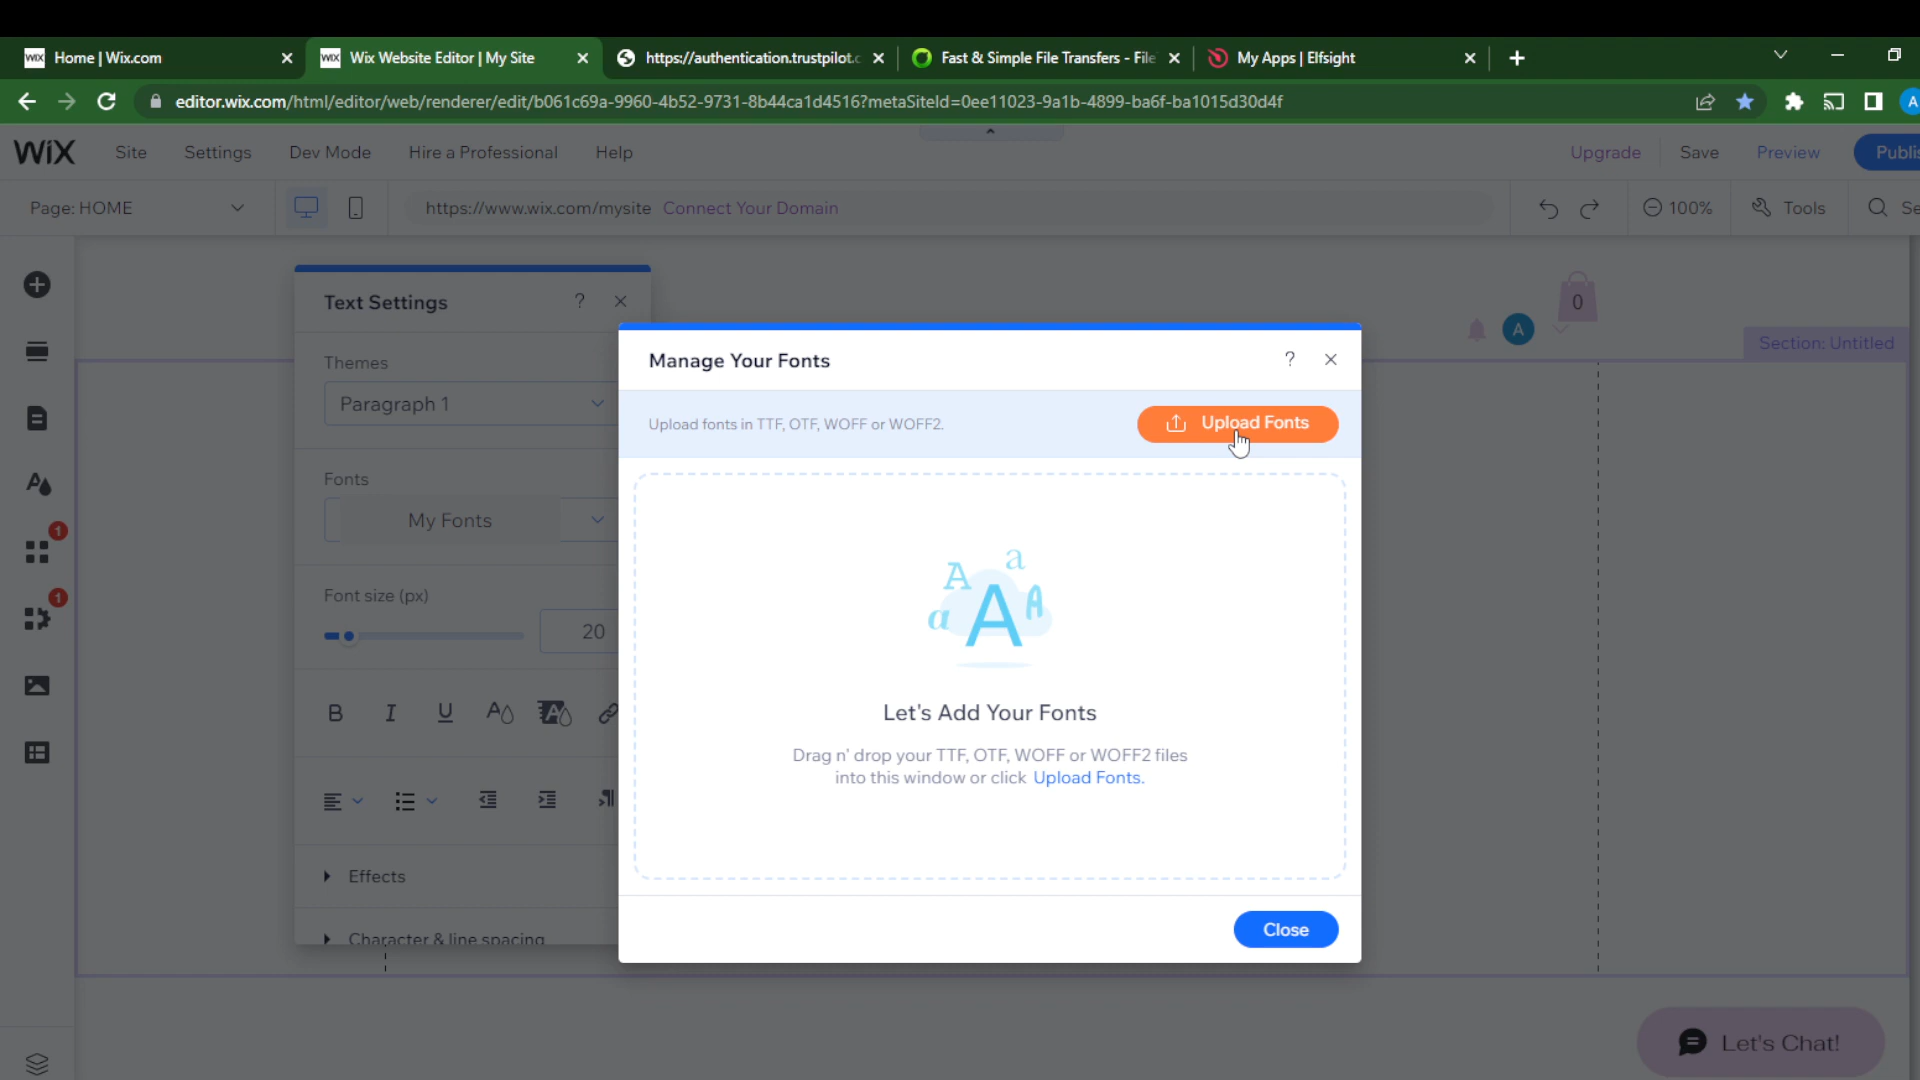 WiX Home | Wix.com
WiX Wix Website Editor | My Site
https://authentication.trustpilot.c
Fast & Simple File Transfers - File
My Apps | Elfsight
editor.wix.com/html/editor/web/renderer/edit/b061c69a-9960-4b52-9731-8b44ca1d4516?metaSiteId=0ee11023-9a1b-4899-ba6f-ba1015d30d4f
A
WiX Site Settings Dev Mode Hire a Professional Help Upgrade Save Preview Publis
Page: HOME https://www.wix.com/mysite Connect Your Domain 100% Tools Se
Text Settings ?
0
A
Section: Untitled
Themes
Paragraph 1
Fonts
My Fonts
1
1
Font size (px)
20
B I U A A
Effects
Character & line spacing
Manage Your Fonts ?
Upload fonts in TTF, OTF, WOFF or WOFF2. Upload Fonts
A a a A A
Let's Add Your Fonts
Drag n' drop your TTF, OTF, WOFF or WOFF2 files
into this window or click Upload Fonts.
Close
Let's Chat!